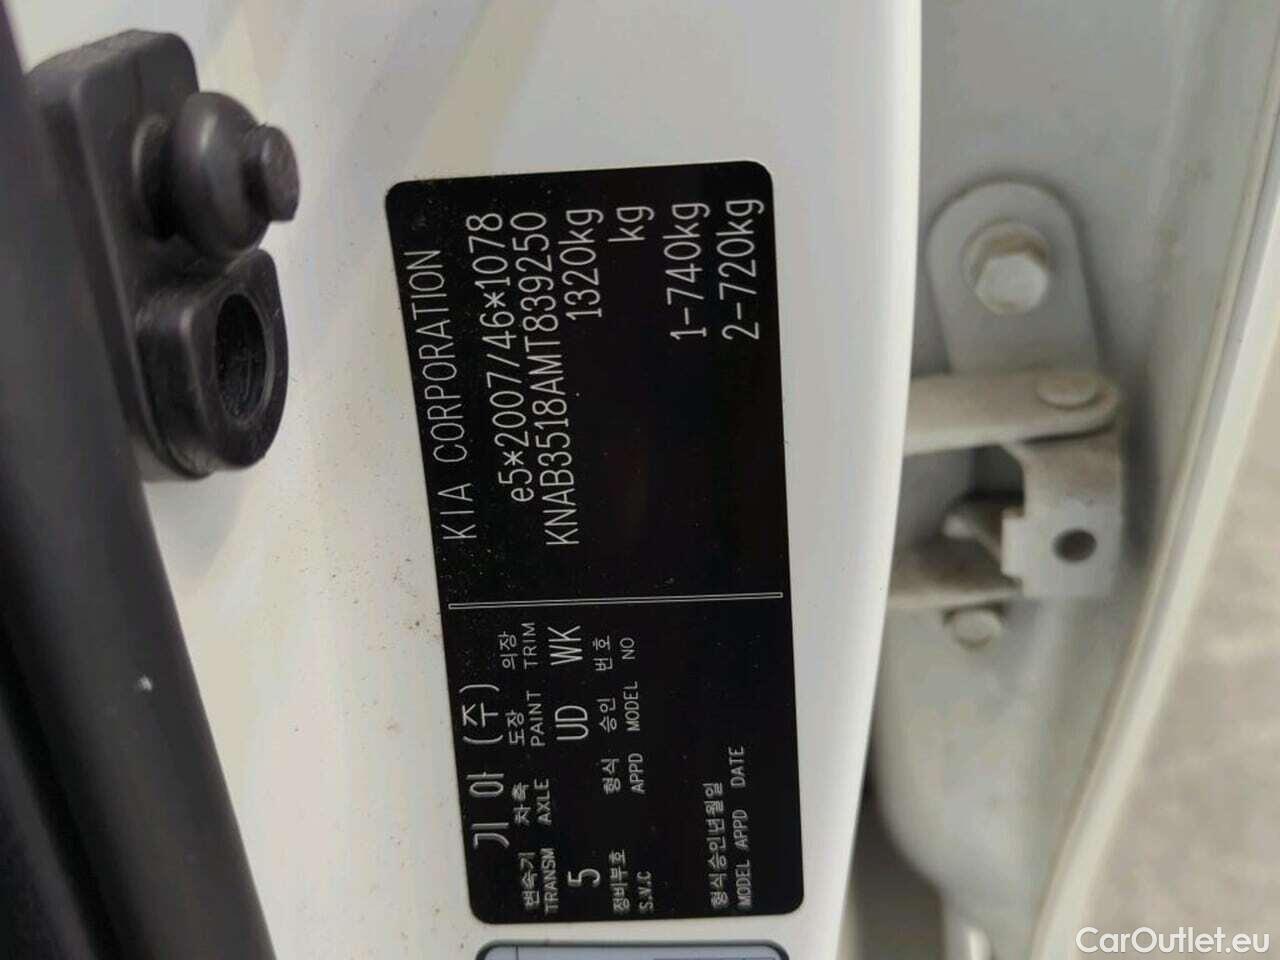 기아 (주) KIA CORPORATION
변속기 차축 도장 의장
TRANSM AXLE PAINT TRIM
e5*2007/46*1078
5 UD WK
KNAB3518AMT839250
정비부호 형식 승인 번호
S.V.C APPD MODEL NO
1320kg
kg
1-740kg
2-720kg
형식승인년월일
MODEL APPD DATE
CarOutlet.eu